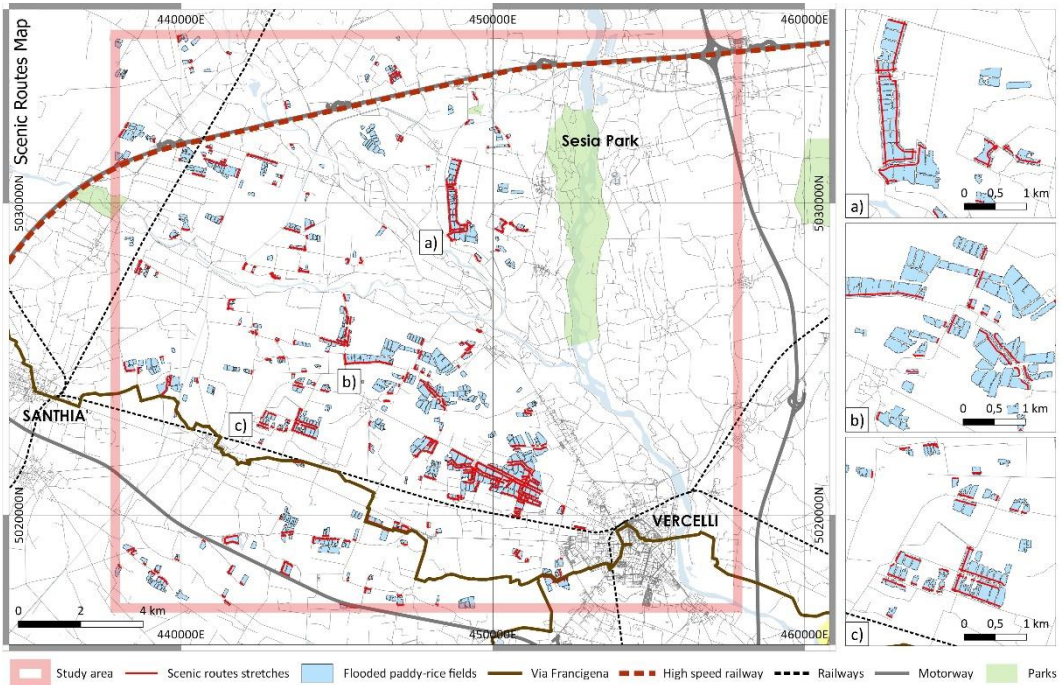 Scenic Routes Map
440000E
450000E
460000E
5030000N
5030000N
5020000N
5020000N
Sesia Park
a)
b)
c)
SANTHIA'
VERCELLI
0 2 4 km
440000E
450000E
460000E
a)
0 0,5 1 km
b)
0 0,5 1 km
c)
0 0,5 1 km
Study area
Scenic routes stretches
Flooded paddy-rice fields
Via Francigena
High speed railway
Railways
Motorway
Parks